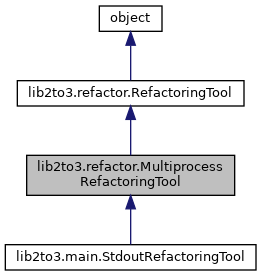 object
lib2to3.refactor.RefactoringTool
lib2to3.refactor.Multiprocess
RefactoringTool
lib2to3.main.StdoutRefactoringTool